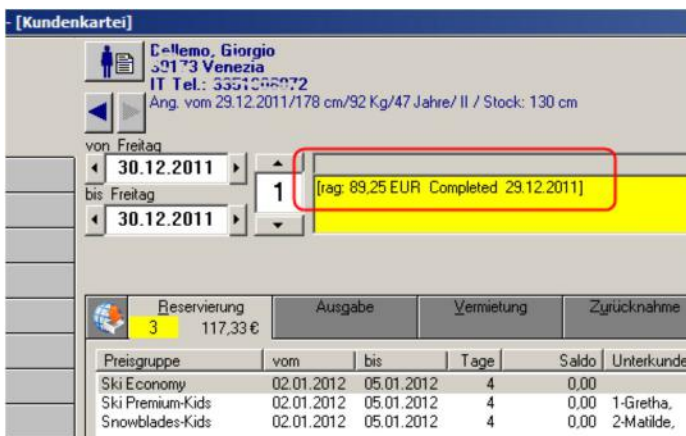 - [Kundenkartei]
Giorgio
Venezia
IT Tel.:
Ang. vom 29.12.2011/178 cm/92 Kg/47 Jahre/ II / Stock: 130 cm
von Freitag
30.12.2011
1
[rag: 89,25 EUR Completed 29.12.2011]
bis Freitag
30.12.2011
Reservierung Ausgabe Vermietung Zurücknahme
3 117,33 €
Preisgruppe vom bis Tage Saldo Unterkunde
Ski Economy 02.01.2012 05.01.2012 4 0,00
Ski Premium-Kids 02.01.2012 05.01.2012 4 0,00 1-Gretha,
Snowblades-Kids 02.01.2012 05.01.2012 4 0,00 2-Matilde,